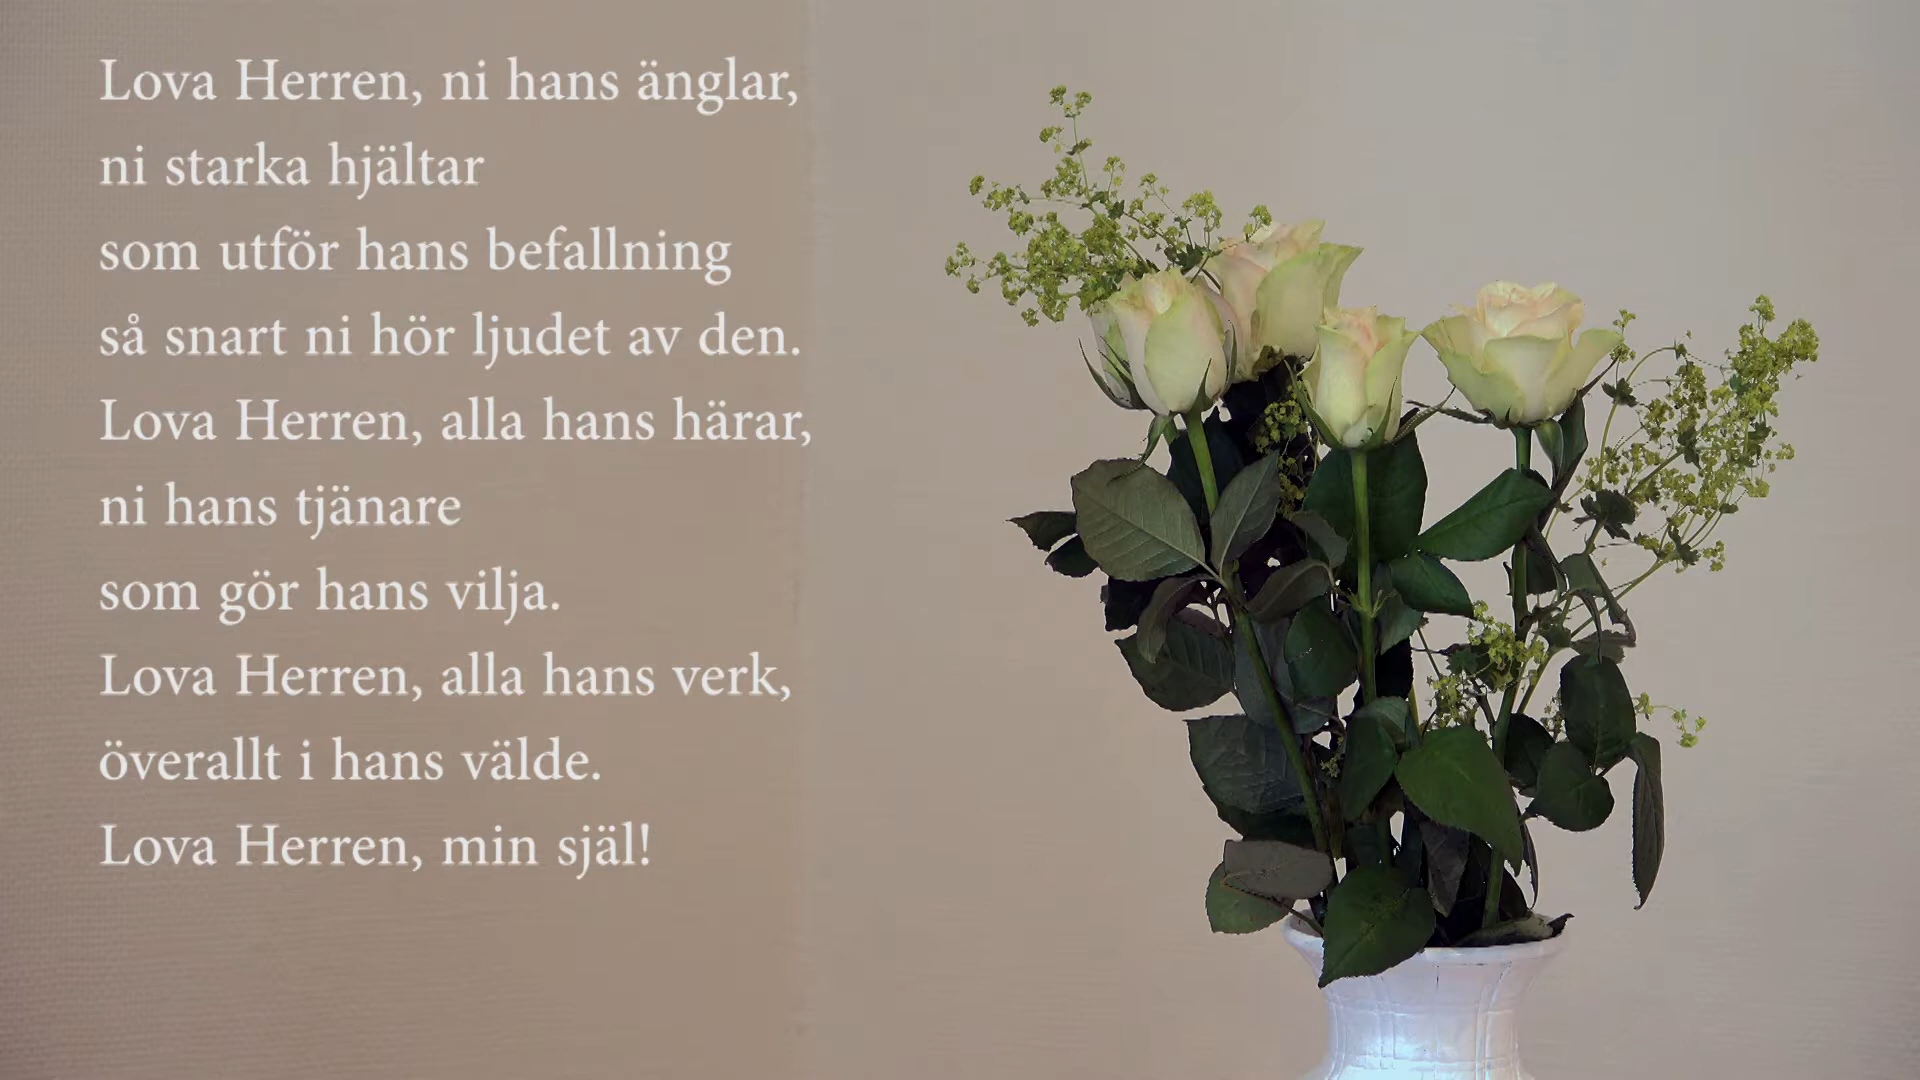 Lova Herren, ni hans änglar,
ni starka hjältar
som utför hans befallning
så snart ni hör ljudet av den.
Lova Herren, alla hans härar,
ni hans tjänare
som gör hans vilja.
Lova Herren, alla hans verk,
överallt i hans välde.
Lova Herren, min själ!